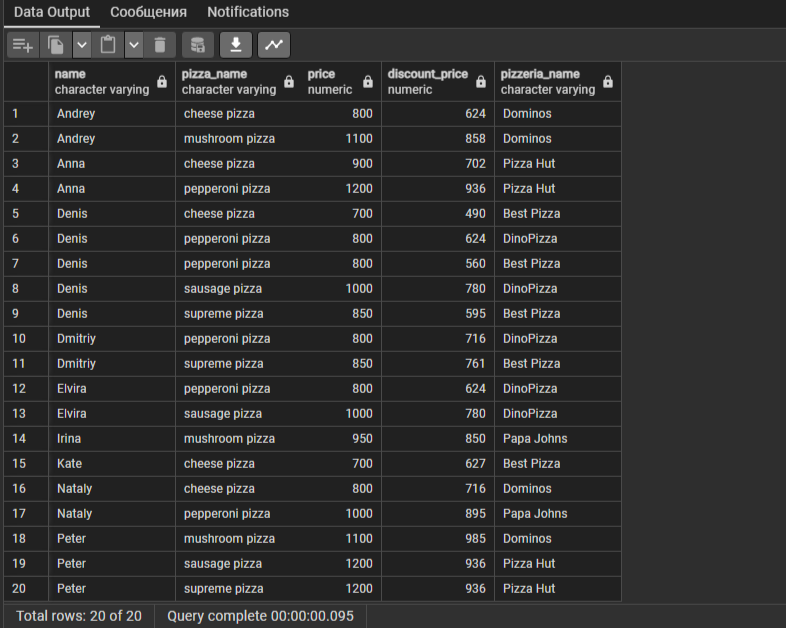 Data Output Сообщения Notifications
name pizza_name price discount_price pizzeria_name
character varying character varying numeric numeric character varying
1 Andrey cheese pizza 800 624 Dominos
2 Andrey mushroom pizza 1100 858 Dominos
3 Anna cheese pizza 900 702 Pizza Hut
4 Anna pepperoni pizza 1200 936 Pizza Hut
5 Denis cheese pizza 700 490 Best Pizza
6 Denis pepperoni pizza 800 624 DinoPizza
7 Denis pepperoni pizza 800 560 Best Pizza
8 Denis sausage pizza 1000 780 DinoPizza
9 Denis supreme pizza 850 595 Best Pizza
10 Dmitriy pepperoni pizza 800 716 DinoPizza
11 Dmitriy supreme pizza 850 761 Best Pizza
12 Elvira pepperoni pizza 800 624 DinoPizza
13 Elvira sausage pizza 1000 780 DinoPizza
14 Irina mushroom pizza 950 850 Papa Johns
15 Kate cheese pizza 700 627 Best Pizza
16 Nataly cheese pizza 800 716 Dominos
17 Nataly pepperoni pizza 1000 895 Papa Johns
18 Peter mushroom pizza 1100 985 Dominos
19 Peter sausage pizza 1200 936 Pizza Hut
20 Peter supreme pizza 1200 936 Pizza Hut
Total rows: 20 of 20 Query complete 00:00:00.095